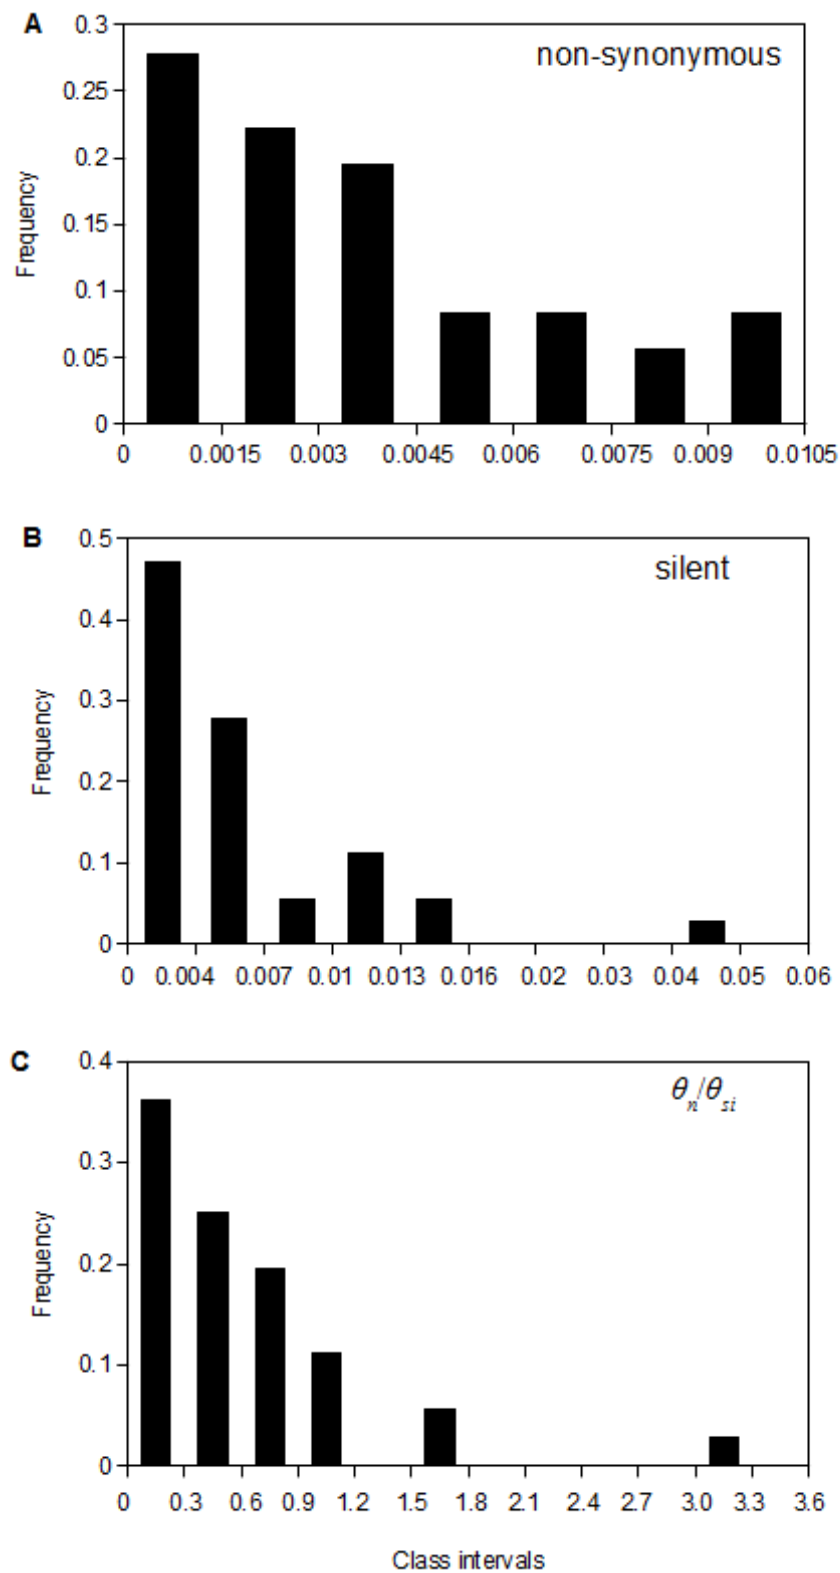 A
non-synonymous
0.3
0.25
0.2
0.15
0.1
0.05
0
Frequency
0 0.0015 0.003 0.0045 0.006 0.0075 0.009 0.0105
B
silent
0.5
0.4
0.3
0.2
0.1
0
Frequency
0 0.004 0.007 0.01 0.013 0.016 0.02 0.03 0.04 0.05 0.06
C
θn/θsi
0.4
0.3
0.2
0.1
0
Frequency
0 0.3 0.6 0.9 1.2 1.5 1.8 2.1 2.4 2.7 3.0 3.3 3.6
Class intervals